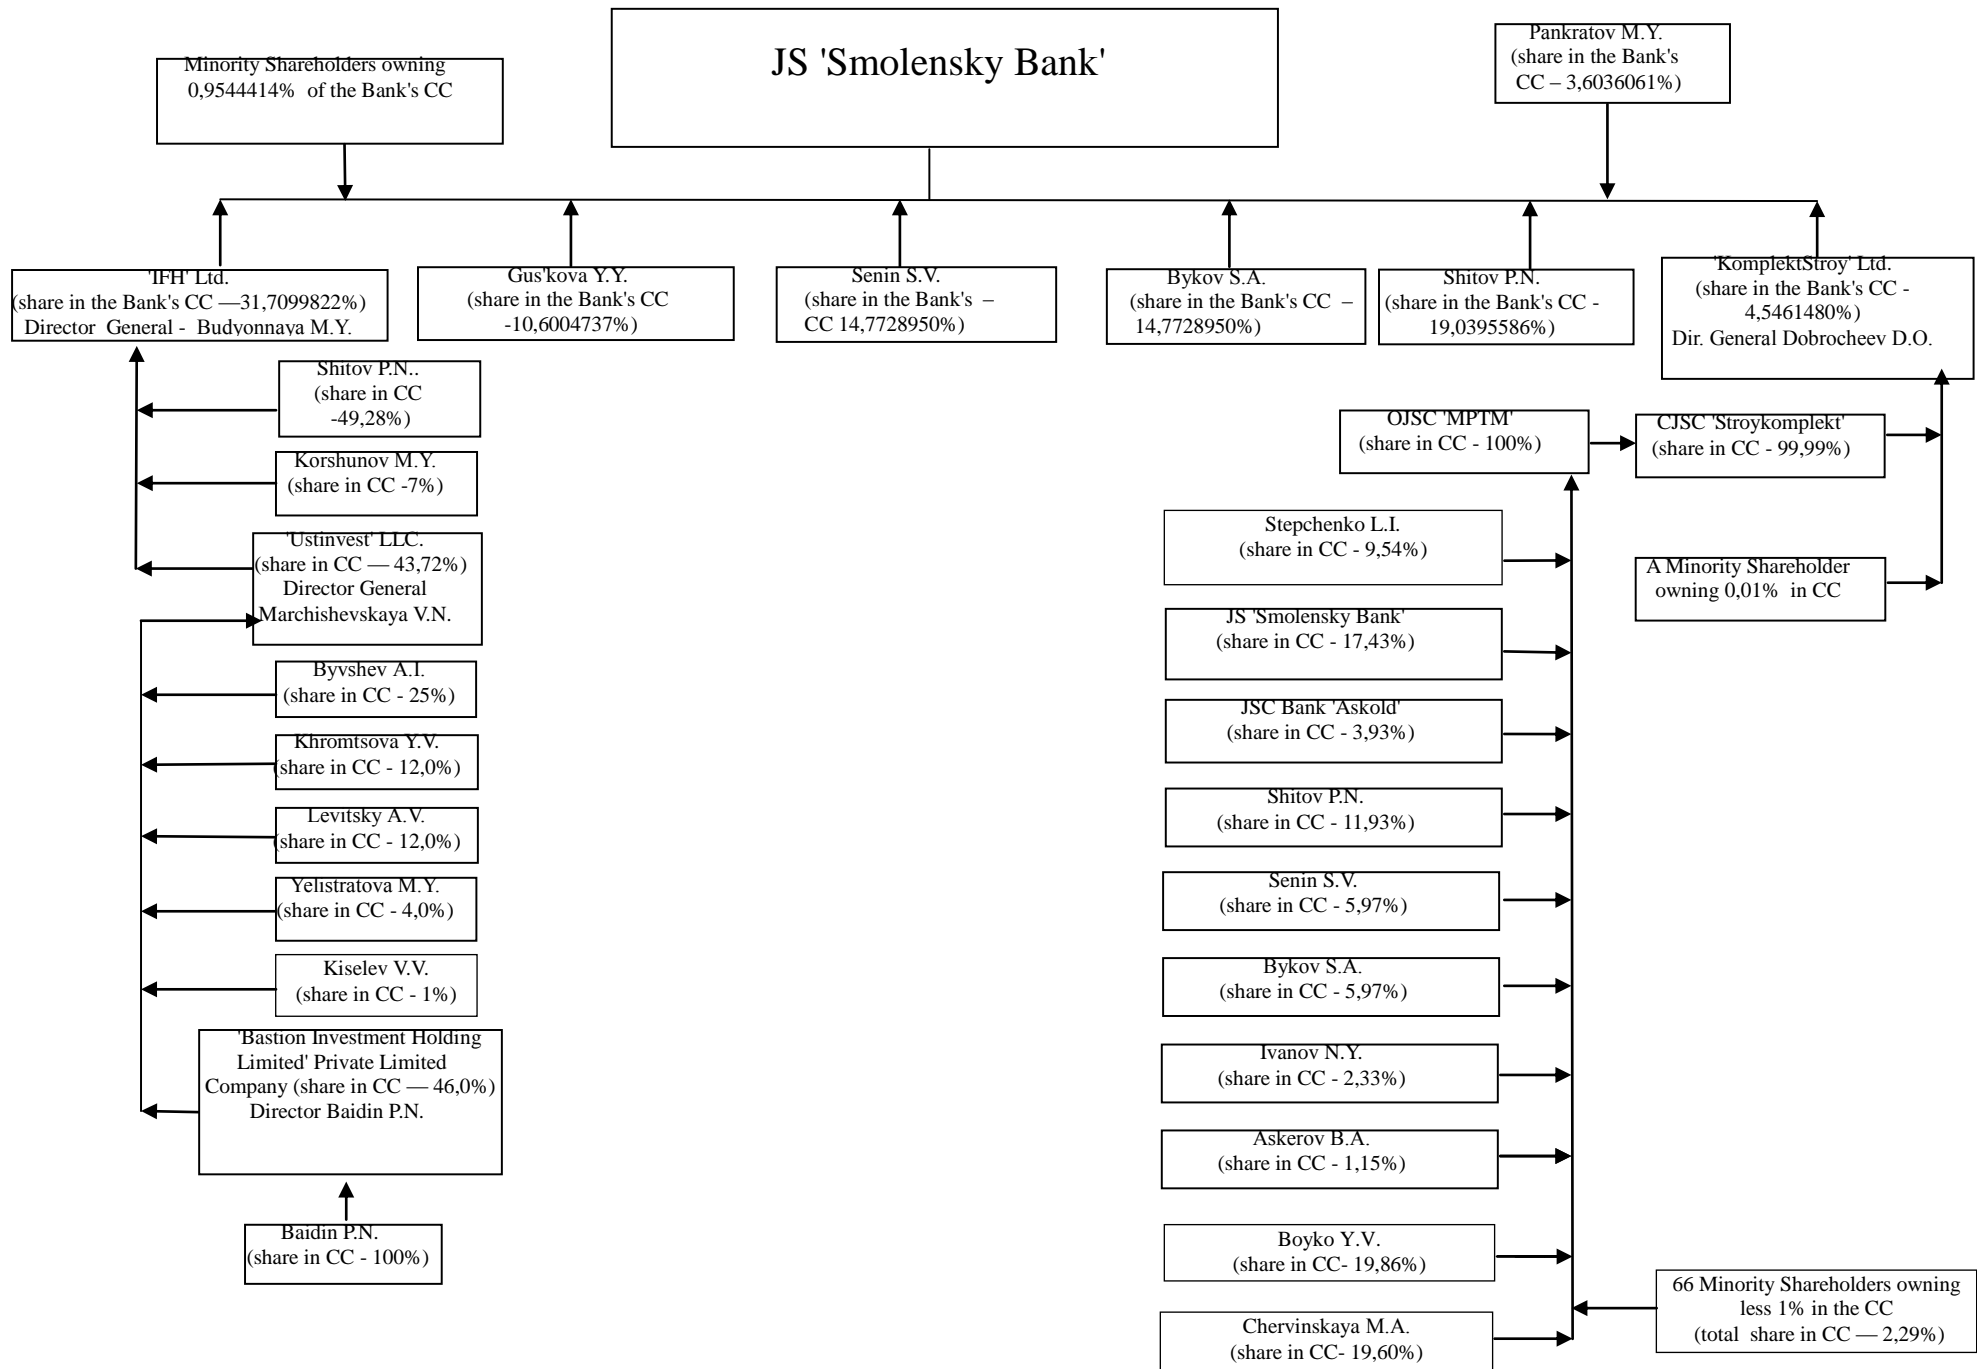 JS 'Smolensky Bank'
Minority Shareholders owning
0,9544414% of the Bank's CC
Pankratov M.Y.
(share in the Bank's
CC – 3,6036061%)
'IFH' Ltd.
(share in the Bank's CC —31,7099822%)
Director General - Budyonnaya M.Y.
Gus'kova Y.Y.
(share in the Bank's CC
-10,6004737%)
Senin S.V.
(share in the Bank's –
CC 14,7728950%)
Bykov S.A.
(share in the Bank's CC –
14,7728950%)
Shitov P.N.
(share in the Bank's CC -
19,0395586%)
'KomplektStroy' Ltd.
(share in the Bank's CC -
4,5461480%)
Dir. General Dobrocheev D.O.
Shitov P.N..
(share in CC
-49,28%)
Korshunov M.Y.
(share in CC -7%)
'Ustinvest' LLC.
(share in CC — 43,72%)
Director General
Marchishevskaya V.N.
Byvshev A.I.
(share in CC - 25%)
Khromtsova Y.V.
(share in CC - 12,0%)
Levitsky A.V.
(share in CC - 12,0%)
Yelistratova M.Y.
(share in CC - 4,0%)
Kiselev V.V.
(share in CC - 1%)
'Bastion Investment Holding
Limited' Private Limited
Company (share in CC — 46,0%)
Director Baidin P.N.
Baidin P.N.
(share in CC - 100%)
OJSC 'MPTM'
(share in CC - 100%)
CJSC 'Stroykomplekt'
(share in CC - 99,99%)
A Minority Shareholder
owning 0,01% in CC
Stepchenko L.I.
(share in CC - 9,54%)
JS 'Smolensky Bank'
(share in CC - 17,43%)
JSC Bank 'Askold'
(share in CC - 3,93%)
Shitov P.N.
(share in CC - 11,93%)
Senin S.V.
(share in CC - 5,97%)
Bykov S.A.
(share in CC - 5,97%)
Ivanov N.Y.
(share in CC - 2,33%)
Askerov B.A.
(share in CC - 1,15%)
Boyko Y.V.
(share in CC- 19,86%)
Chervinskaya M.A.
(share in CC- 19,60%)
66 Minority Shareholders owning
less 1% in the CC
(total share in CC — 2,29%)